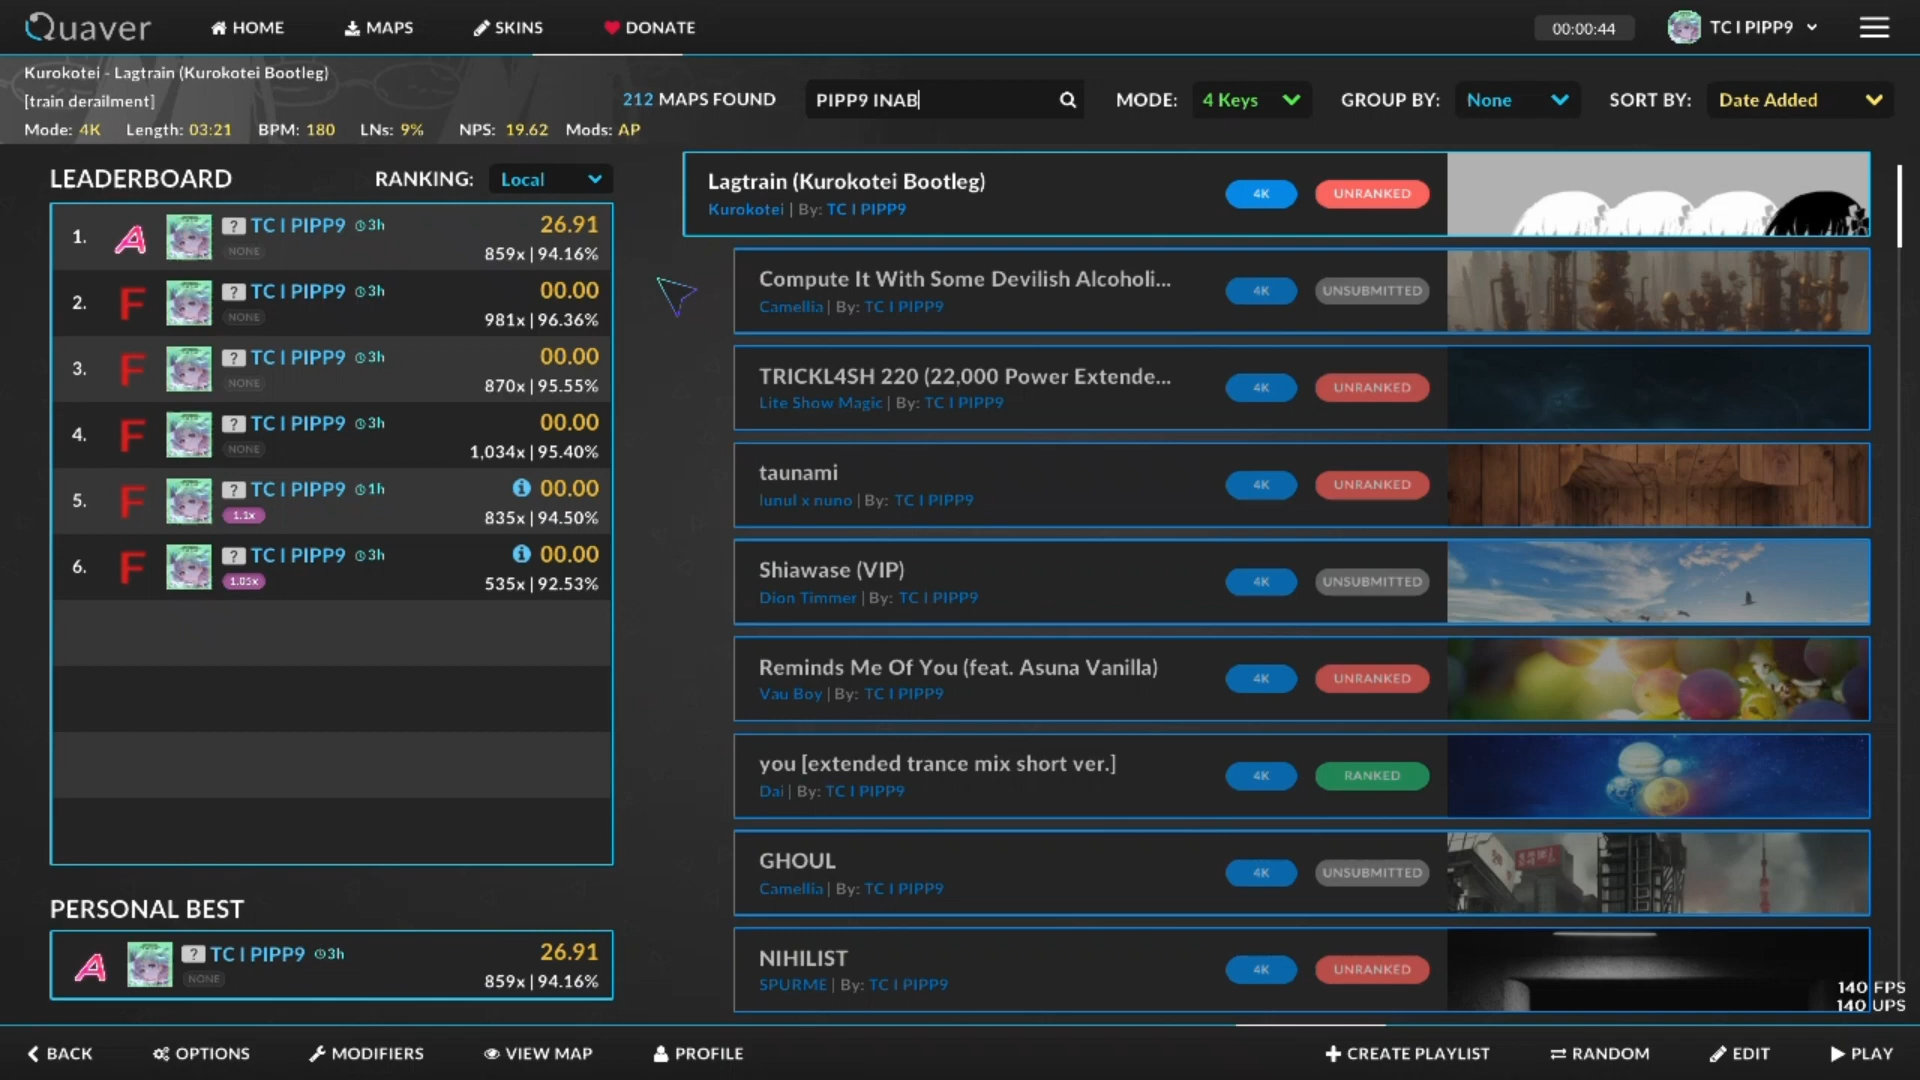 Quaver
HOME
MAPS
SKINS
DONATE
00:00:44
TC I PIPP9
Kurokotei - Lagtrain (Kurokotei Bootleg)
[train derailment]
Mode: 4K Length: 03:21 BPM: 180 LNs: 9% NPS: 19.62 Mods: AP
212 MAPS FOUND
PIPP9 INAB
MODE: 4 Keys
GROUP BY: None
SORT BY: Date Added
LEADERBOARD
RANKING: Local
1. A ? TC I PIPP9 3h 26.91
NONE 859x | 94.16%
2. F ? TC I PIPP9 3h 00.00
NONE 981x | 96.36%
3. F ? TC I PIPP9 3h 00.00
NONE 870x | 95.55%
4. F ? TC I PIPP9 3h 00.00
NONE 1,034x | 95.40%
5. F ? TC I PIPP9 1h i 00.00
1.1x 835x | 94.50%
6. F ? TC I PIPP9 3h i 00.00
1.05x 535x | 92.53%
PERSONAL BEST
A ? TC I PIPP9 3h 26.91
NONE 859x | 94.16%
Lagtrain (Kurokotei Bootleg) 4K UNRANKED
Kurokotei | By: TC I PIPP9
Compute It With Some Devilish Alcoholi... 4K UNSUBMITTED
Camellia | By: TC I PIPP9
TRICKL4SH 220 (22,000 Power Extende... 4K UNRANKED
Lite Show Magic | By: TC I PIPP9
taunami 4K UNRANKED
lunul x nuno | By: TC I PIPP9
Shiawase (VIP) 4K UNSUBMITTED
Dion Timmer | By: TC I PIPP9
Reminds Me Of You (feat. Asuna Vanilla) 4K UNRANKED
Vau Boy | By: TC I PIPP9
you [extended trance mix short ver.] 4K RANKED
Dai | By: TC I PIPP9
GHOUL 4K UNSUBMITTED
Camellia | By: TC I PIPP9
NIHILIST 4K UNRANKED
SPURME | By: TC I PIPP9
140 FPS
140 UPS
BACK
OPTIONS
MODIFIERS
VIEW MAP
PROFILE
CREATE PLAYLIST
RANDOM
EDIT
PLAY